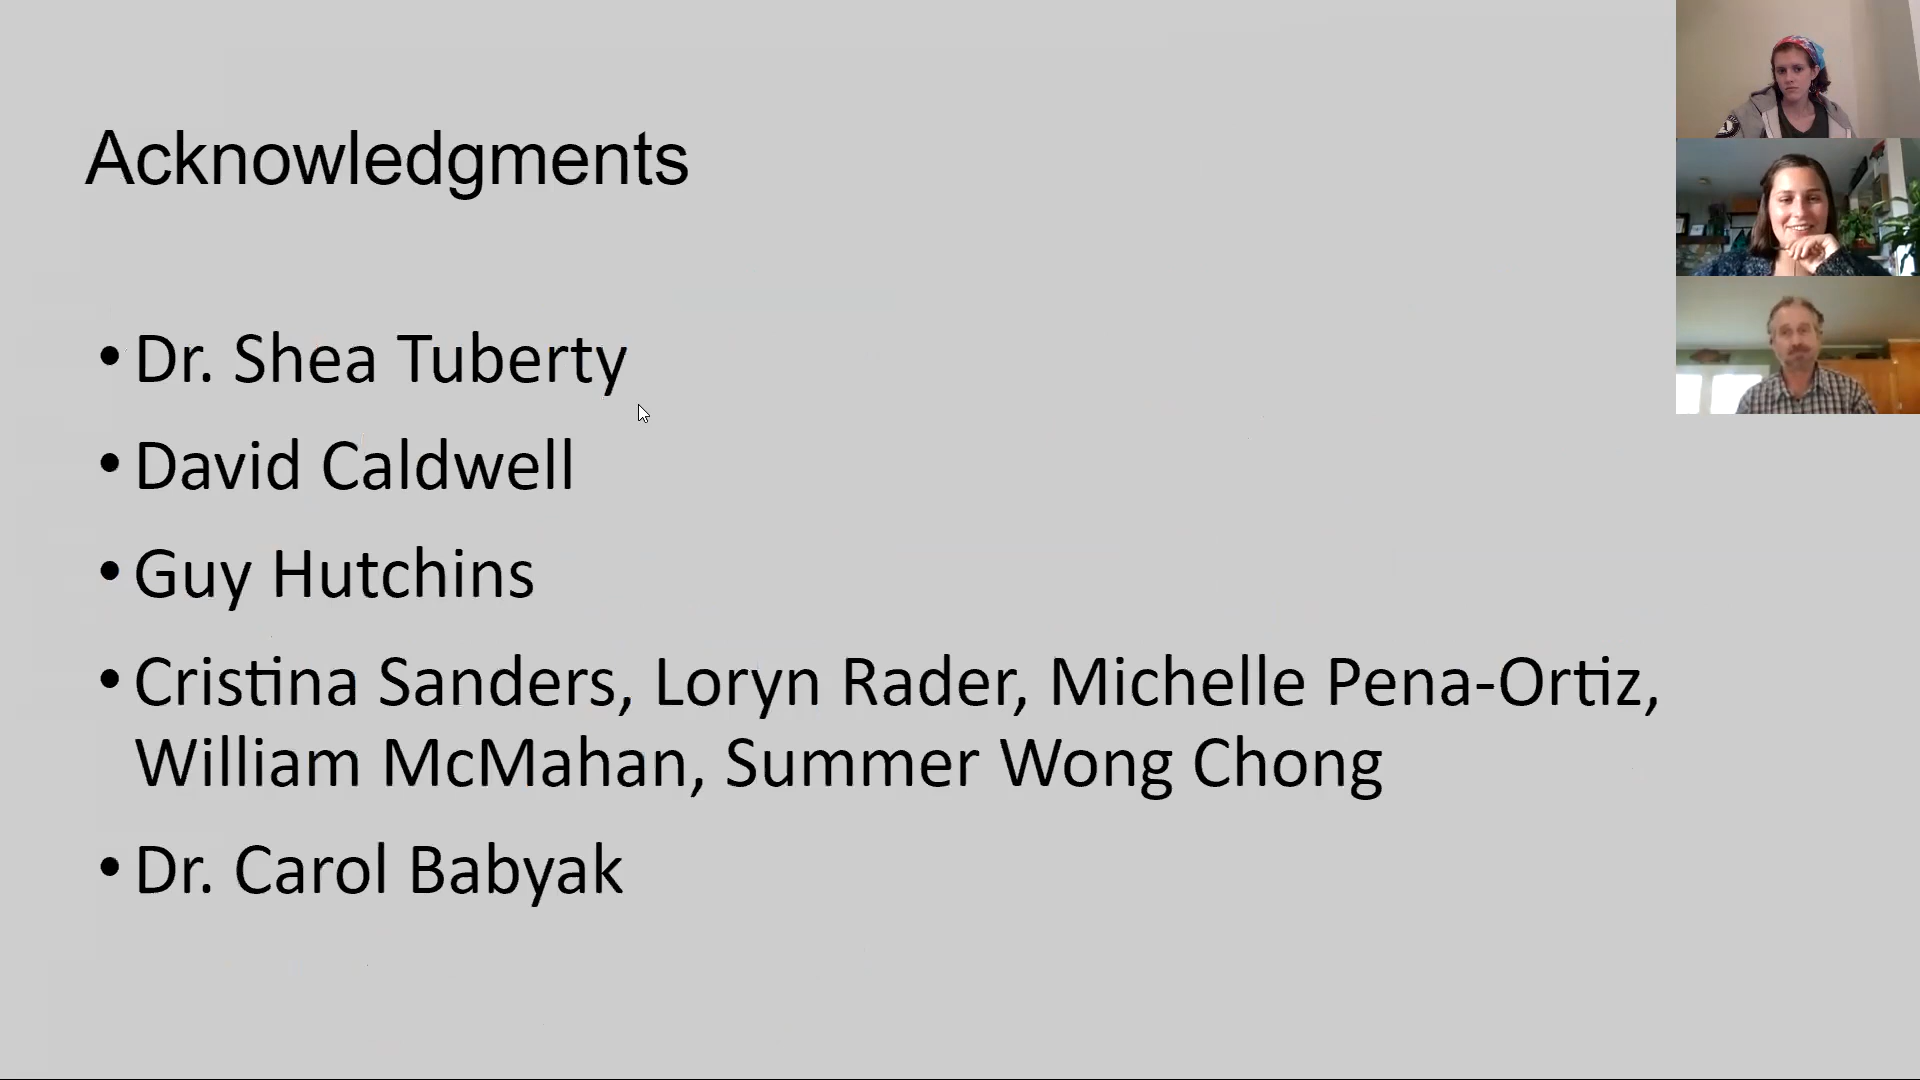 Acknowledgments
• Dr. Shea Tuberty
• David Caldwell
• Guy Hutchins
• Cristina Sanders, Loryn Rader, Michelle Pena-Ortiz,
William McMahan, Summer Wong Chong
• Dr. Carol Babyak